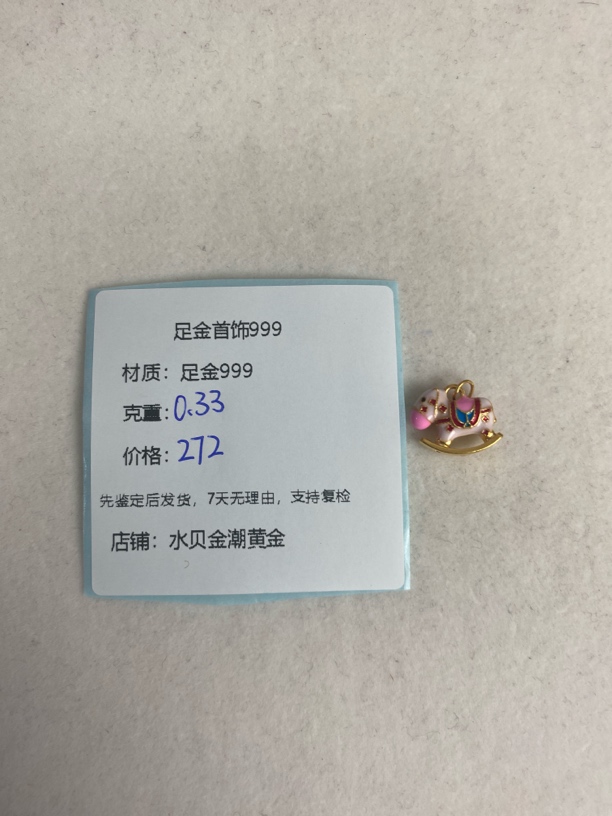 足金首饰999
材质：足金999
克重：0.33
价格：272
先鉴定后发货，7天无理由，支持复检
店铺：水贝金潮黄金